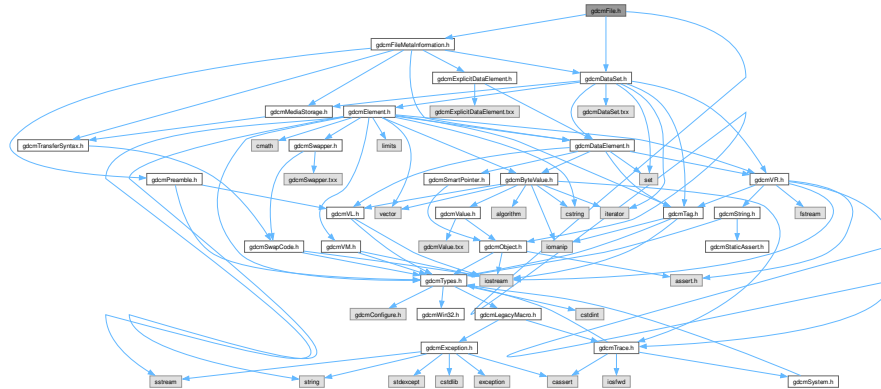 gdcmFile.h
gdcmFileMetaInformation.h
gdcmExplicitDataElement.h
gdcmDataSet.h
gdcmMediaStorage.h
gdcmElement.h
gdcmExplicitDataElement.txx
gdcmDataSet.txx
gdcmTransferSyntax.h
cmath
gdcmSwapper.h
limits
gdcmDataElement.h
gdcmPreamble.h
gdcmSwapper.txx
gdcmSmartPointer.h
gdcmByteValue.h
set
gdcmVR.h
gdcmVL.h
vector
gdcmValue.h
algorithm
cstring
iterator
gdcmTag.h
gdcmString.h
fstream
gdcmSwapCode.h
gdcmVM.h
gdcmValue.txx
gdcmObject.h
iomanip
gdcmStaticAssert.h
gdcmTypes.h
iostream
assert.h
gdcmConfigure.h
gdcmWin32.h
gdcmLegacyMacro.h
cstdint
gdcmException.h
gdcmTrace.h
sstream
string
stdexcept
cstdlib
exception
cassert
iosfwd
gdcmSystem.h